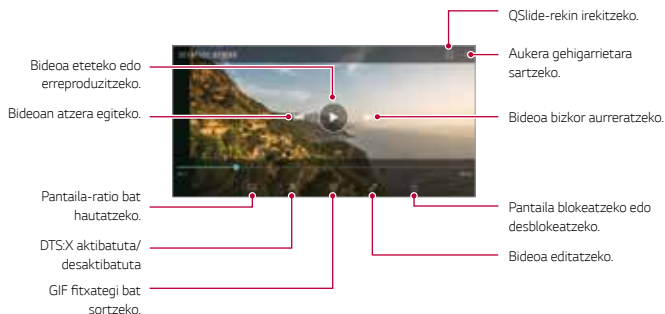 QSlide-rekin irekitzeko.
Aukera gehigarrietara
sartzeko.
Bideoa eteteko edo
erreproduzitzeko.
Bideoan atzera egiteko.
Bideoa bizkor aurreratzeko.
Pantaila-ratio bat
hautatzeko.
Pantaila blokeatzeko edo
desblokeatzeko.
DTS:X aktibatuta/
desaktibatuta
Bideoa editatzeko.
GIF fitxategi bat
sortzeko.